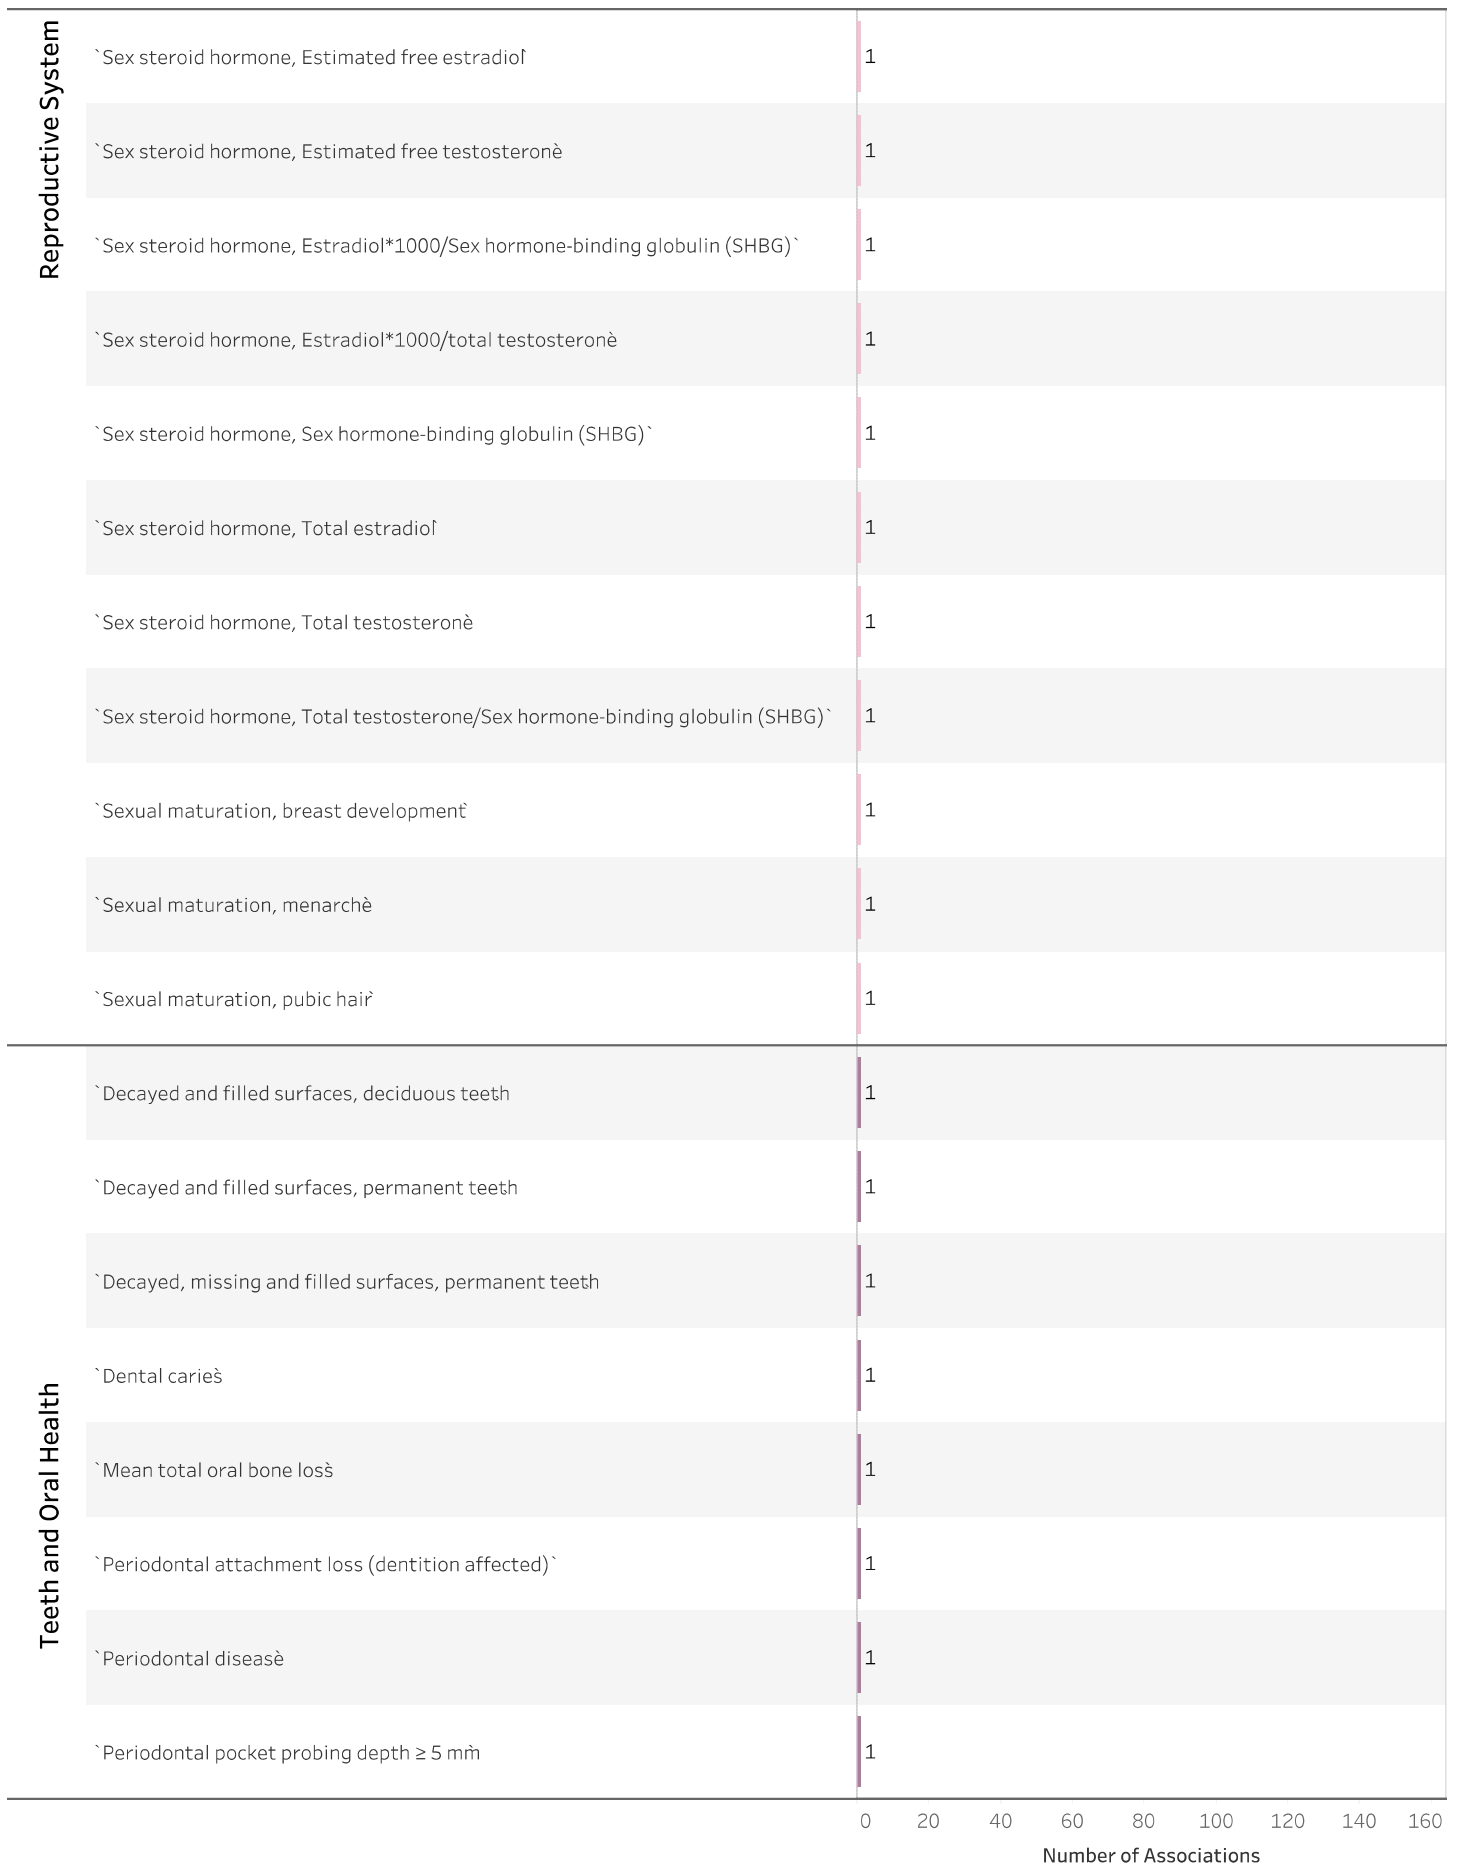 Reproductive System
`Sex steroid hormone, Estimated free estradiol`
1
`Sex steroid hormone, Estimated free testosterone`
1
`Sex steroid hormone, Estradiol*1000/Sex hormone-binding globulin (SHBG)`
1
`Sex steroid hormone, Estradiol*1000/total testosterone`
1
`Sex steroid hormone, Sex hormone-binding globulin (SHBG)`
1
`Sex steroid hormone, Total estradiol`
1
`Sex steroid hormone, Total testosterone`
1
`Sex steroid hormone, Total testosterone/Sex hormone-binding globulin (SHBG)`
1
`Sexual maturation, breast development`
1
`Sexual maturation, menarche`
1
`Sexual maturation, pubic hair`
1
Teeth and Oral Health
`Decayed and filled surfaces, deciduous teeth
1
`Decayed and filled surfaces, permanent teeth
1
`Decayed, missing and filled surfaces, permanent teeth
1
`Dental caries`
1
`Mean total oral bone loss`
1
`Periodontal attachment loss (dentition affected)`
1
`Periodontal disease`
1
`Periodontal pocket probing depth ≥ 5 mm`
1
0 20 40 60 80 100 120 140 160
Number of Associations